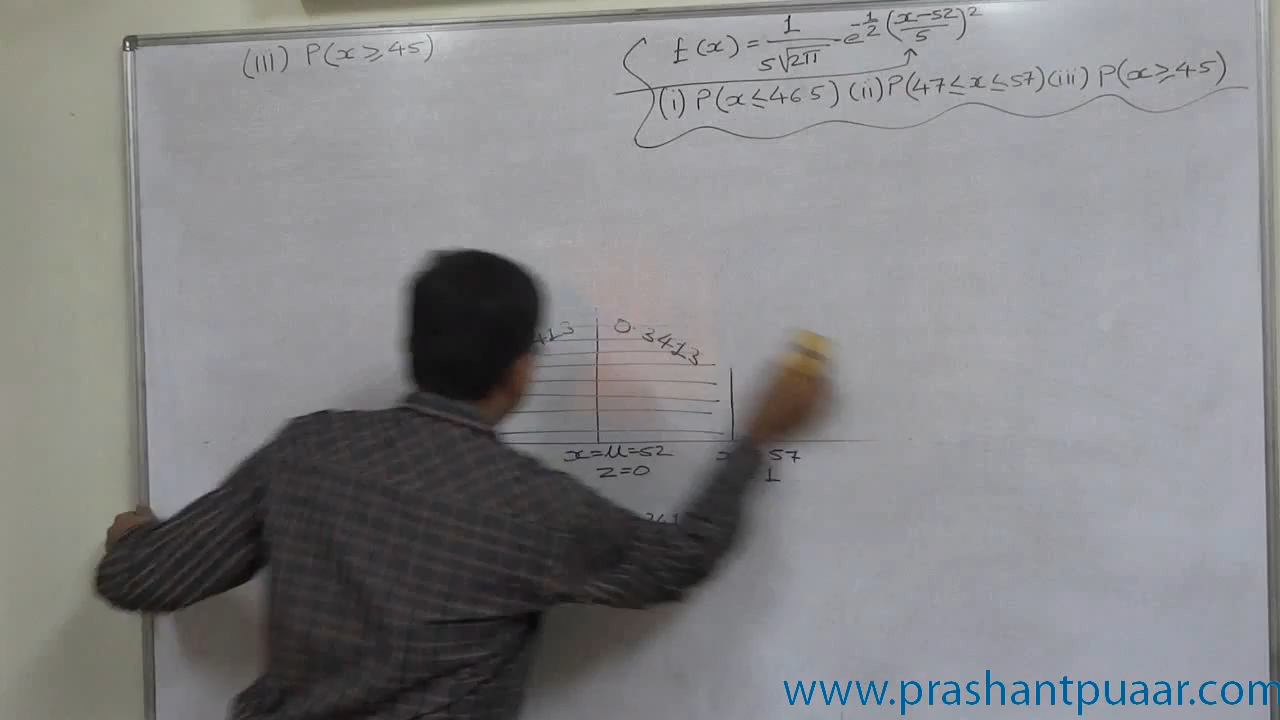 (iii) P(x≥45)
f(x)=1/5√2π e^-1/2(x-52/5)^2
(i) P(x≤46 5) (ii) P(47≤x≤57) (iii) P(x≥45)
413 0.3413
x=μ=52 57
z=0 1
www.prashantpuaar.com